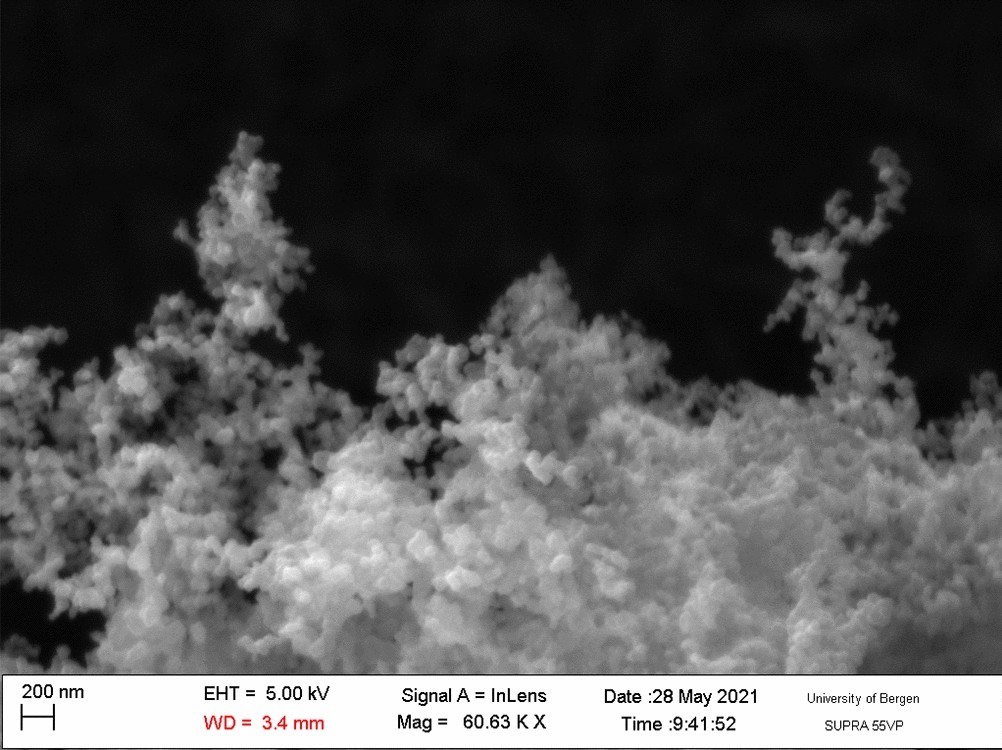 200 nm
EHT = 5.00 kV
WD = 3.4 mm
Signal A = InLens
Mag = 60.63 K X
Date :28 May 2021
Time :9:41:52
University of Bergen
SUPRA 55VP